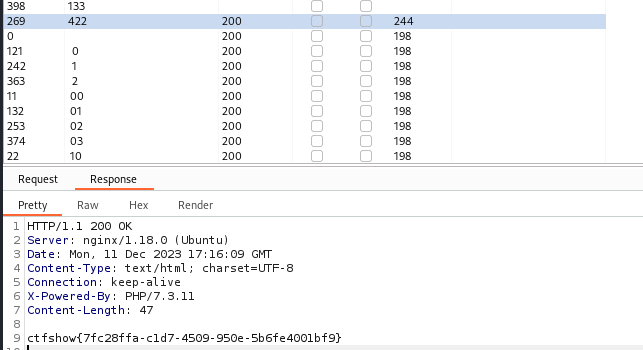 398 133
269 422 200 244
0 200 198
121 0 200 198
242 1 200 198
363 2 200 198
11 00 200 198
132 01 200 198
253 02 200 198
374 03 200 198
22 10 200 198
Request Response
Pretty Raw Hex Render
1 HTTP/1.1 200 OK
2 Server: nginx/1.18.0 (Ubuntu)
3 Date: Mon, 11 Dec 2023 17:16:09 GMT
4 Content-Type: text/html; charset=UTF-8
5 Connection: keep-alive
6 X-Powered-By: PHP/7.3.11
7 Content-Length: 47
8
9 ctfshow{7fc28ffa-c1d7-4509-950e-5b6fe4001bf9}